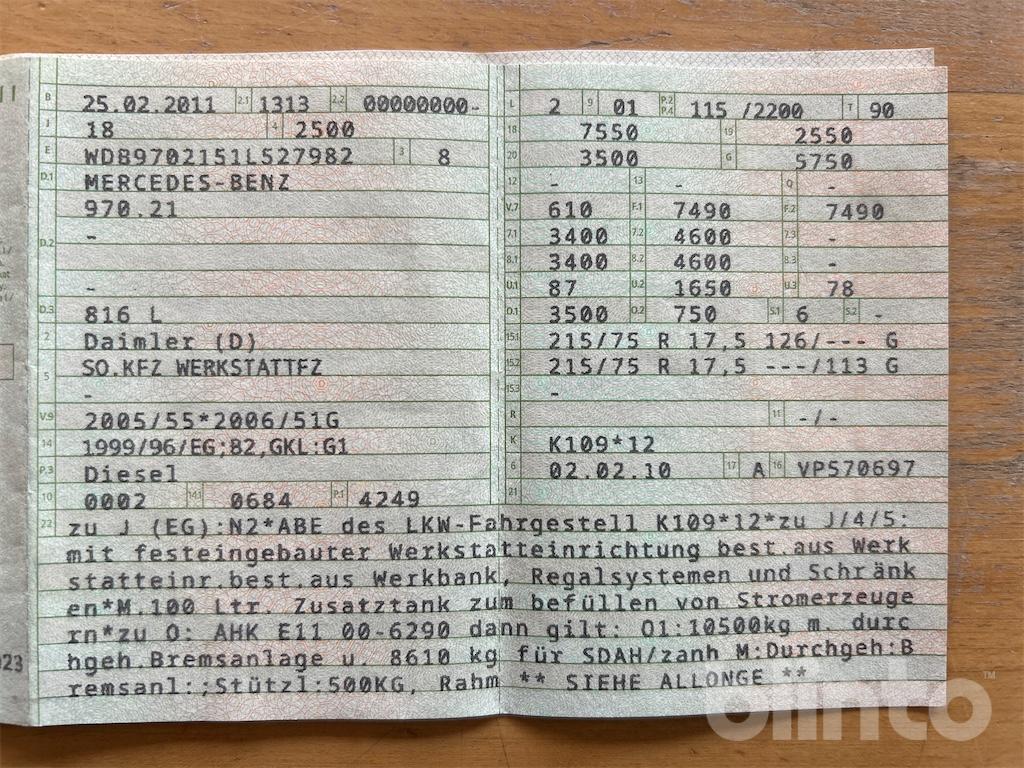 B 25.02.2011 2.1 1313 2.2 00000000-
J 18 4 2500
E WDB9702151L527982 3 8
D.1 MERCEDES-BENZ
970.21
D.2 -
-
D.3 816 L
2 Daimler (D)
5 SO.KFZ WERKSTATTFZ
-
V.9 2005/55*2006/51G
14 1999/96/EG;B2,GKL:G1
P.3 Diesel
10 0002 14.1 0684 P.1 4249
L 2 9 01 P.2 P.4 115 /2200 T 90
18 7550 19 2550
20 3500 G 5750
12 - 13 - Q -
V.7 610 F.1 7490 F.2 7490
7.1 3400 7.2 4600 7.3 -
8.1 3400 8.2 4600 8.3 -
U.1 87 U.2 1650 U.3 78
O.1 3500 O.2 750 S.1 6 S.2 -
15.1 215/75 R 17,5 126/--- G
15.2 215/75 R 17,5 ---/113 G
15.3 -
R 11 -/-
K K109*12
6 02.02.10 17 A 16 VP570697
21
22 zu J (EG):N2*ABE des LKW-Fahrgestell K109*12*zu J/4/5:
mit festeingebauter Werkstatteinrichtung best.aus Werk
statteinr.best.aus Werkbank, Regalsystemen und Schränk
en*M.100 Ltr. Zusatztank zum befüllen von Stromerzeuge
rn*zu O: AHK E11 00-6290 dann gilt: O1:10500kg m. durc
hgeh.Bremsanlage u. 8610 kg für SDAH/zanh M:Durchgeh:B
remsanl:;Stützl:500KG, Rahm ** SIEHE ALLONGE **
023
olinto™